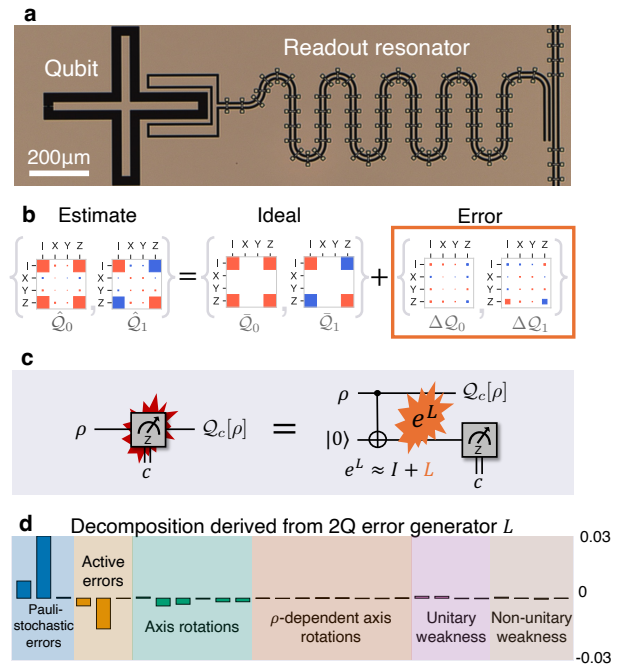 a
Qubit
Readout resonator
200μm
b
Estimate
Ideal
Error
I X Y Z
I X Y Z
I X Y Z
I X Y Z
I X Y Z
I X Y Z
I
X
Y
Z
I
X
Y
Z
I
X
Y
Z
{ , } = { , } + { , }
𝒬̂₀
𝒬̂₁
𝒬̄₀
𝒬̄₁
Δ𝒬₀
Δ𝒬₁
c
ρ
Z
c
𝒬c[ρ]
=
ρ
𝒬c[ρ]
e^L
|0⟩
Z
c
e^L ≈ I + L
d
Decomposition derived from 2Q error generator L
0.03
0
-0.03
Pauli-
stochastic
errors
Active
errors
Axis rotations
ρ-dependent axis
rotations
Unitary
weakness
Non-unitary
weakness